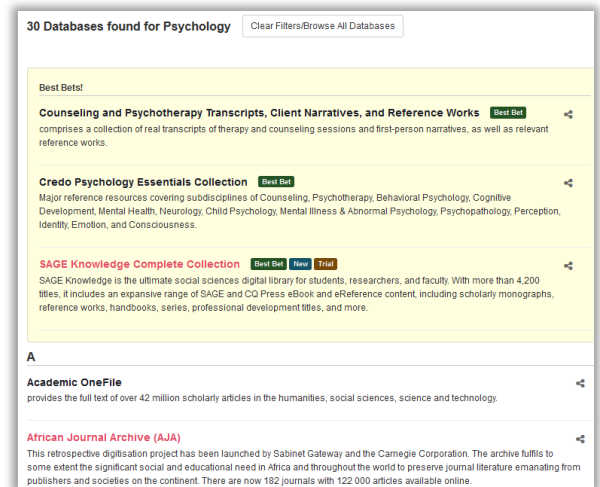 30 Databases found for Psychology Clear Filters/Browse All Databases
Best Bets!
Counseling and Psychotherapy Transcripts, Client Narratives, and Reference Works Best Bet
comprises a collection of real transcripts of therapy and counseling sessions and first-person narratives, as well as relevant
reference works.
Credo Psychology Essentials Collection Best Bet
Major reference resources covering subdisciplines of Counseling, Psychotherapy, Behavioral Psychology, Cognitive
Development, Mental Health, Neurology, Child Psychology, Mental Illness & Abnormal Psychology, Psychopathology, Perception,
Identity, Emotion, and Consciousness.
SAGE Knowledge Complete Collection Best Bet New Trial
SAGE Knowledge is the ultimate social sciences digital library for students, researchers, and faculty. With more than 4,200
titles, it includes an expansive range of SAGE and CQ Press eBook and eReference content, including scholarly monographs,
reference works, handbooks, series, professional development titles, and more.
A
Academic OneFile
provides the full text of over 42 million scholarly articles in the humanities, social sciences, science and technology.
African Journal Archive (AJA)
This retrospective digitisation project has been launched by Sabinet Gateway and the Carnegie Corporation. The archive fulfils to
some extent the significant social and educational need in Africa and throughout the world to preserve journal literature emanating from
publishers and societies on the continent. There are now 182 journals with 122 000 articles available online.